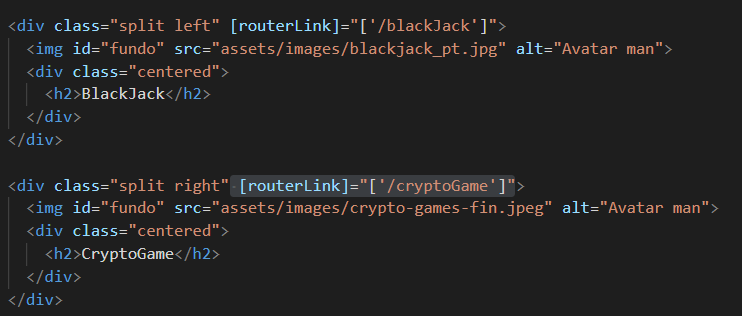 <div class="split left" [routerLink]="['/blackJack']">
<img id="fundo" src="assets/images/blackjack_pt.jpg" alt="Avatar man">
<div class="centered">
<h2>BlackJack</h2>
</div>
</div>
<div class="split right" [routerLink]="['/cryptoGame']">
<img id="fundo" src="assets/images/crypto-games-fin.jpeg" alt="Avatar man">
<div class="centered">
<h2>CryptoGame</h2>
</div>
</div>